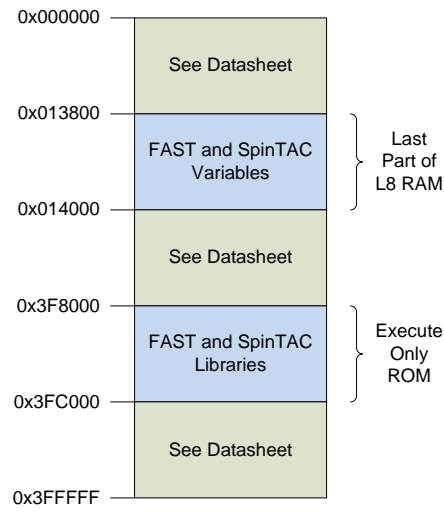 0x000000
See Datasheet
0x013800
FAST and SpinTAC
Variables
Last
Part of
L8 RAM
0x014000
See Datasheet
0x3F8000
FAST and SpinTAC
Libraries
Execute
Only
ROM
0x3FC000
See Datasheet
0x3FFFFF